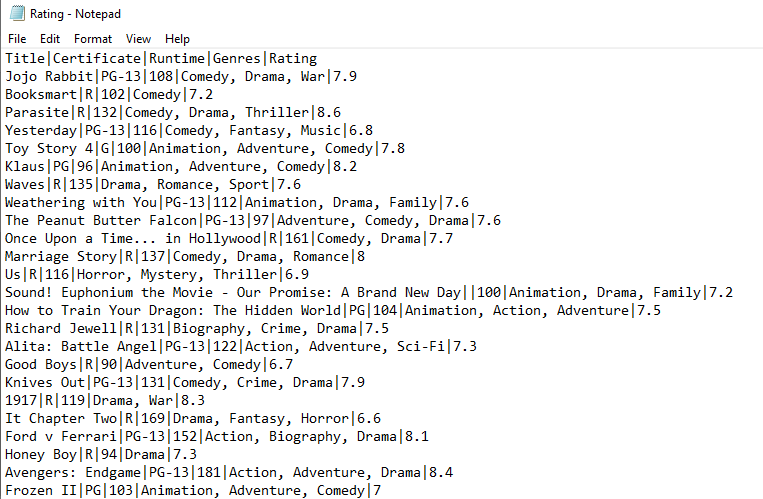 Rating - Notepad
File Edit Format View Help
Title|Certificate|Runtime|Genres|Rating
Jojo Rabbit|PG-13|108|Comedy, Drama, War|7.9
Booksmart|R|102|Comedy|7.2
Parasite|R|132|Comedy, Drama, Thriller|8.6
Yesterday|PG-13|116|Comedy, Fantasy, Music|6.8
Toy Story 4|G|100|Animation, Adventure, Comedy|7.8
Klaus|PG|96|Animation, Adventure, Comedy|8.2
Waves|R|135|Drama, Romance, Sport|7.6
Weathering with You|PG-13|112|Animation, Drama, Family|7.6
The Peanut Butter Falcon|PG-13|97|Adventure, Comedy, Drama|7.6
Once Upon a Time... in Hollywood|R|161|Comedy, Drama|7.7
Marriage Story|R|137|Comedy, Drama, Romance|8
Us|R|116|Horror, Mystery, Thriller|6.9
Sound! Euphonium the Movie - Our Promise: A Brand New Day||100|Animation, Drama, Family|7.2
How to Train Your Dragon: The Hidden World|PG|104|Animation, Action, Adventure|7.5
Richard Jewell|R|131|Biography, Crime, Drama|7.5
Alita: Battle Angel|PG-13|122|Action, Adventure, Sci-Fi|7.3
Good Boys|R|90|Adventure, Comedy|6.7
Knives Out|PG-13|131|Comedy, Crime, Drama|7.9
1917|R|119|Drama, War|8.3
It Chapter Two|R|169|Drama, Fantasy, Horror|6.6
Ford v Ferrari|PG-13|152|Action, Biography, Drama|8.1
Honey Boy|R|94|Drama|7.3
Avengers: Endgame|PG-13|181|Action, Adventure, Drama|8.4
Frozen II|PG|103|Animation, Adventure, Comedy|7